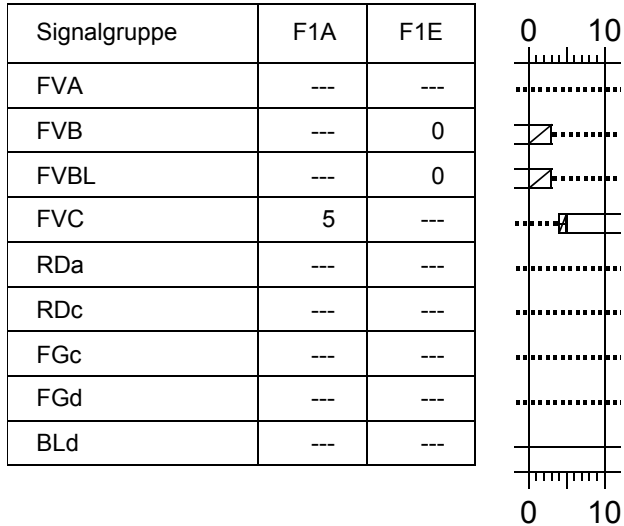 Signalgruppe F1A F1E 0 10
FVA --- ---
FVB --- 0
FVBL --- 0
FVC 5 ---
RDa --- ---
RDc --- ---
FGc --- ---
FGd --- ---
BLd --- ---
0 10